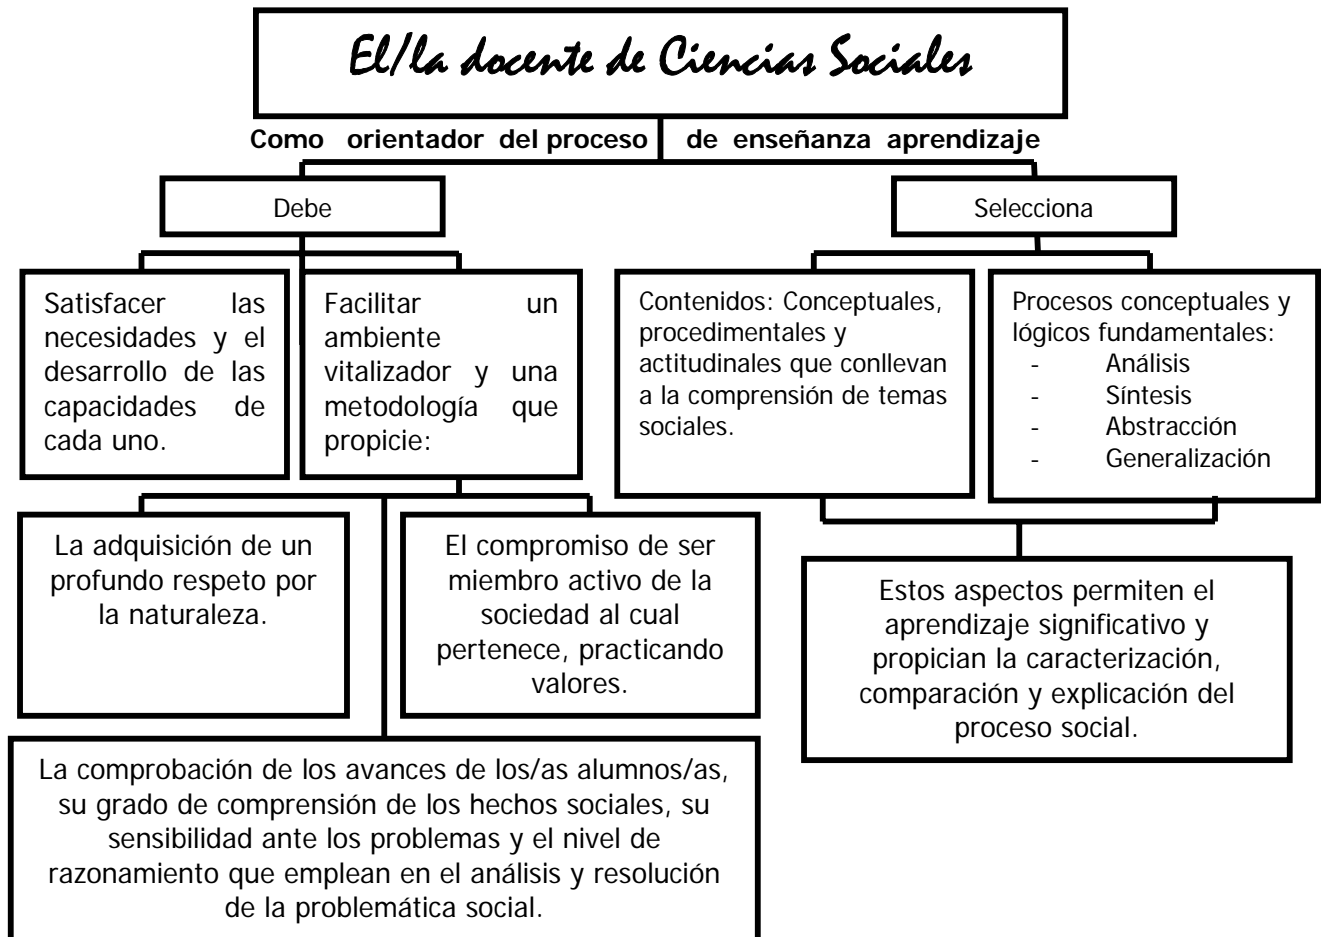 El/la docente de Ciencias Sociales
Como orientador del proceso de enseñanza aprendizaje
Debe
Selecciona
Satisfacer las
necesidades y el
desarrollo de las
capacidades de
cada uno.
Facilitar un
ambiente
vitalizador y una
metodología que
propicie:
Contenidos: Conceptuales,
procedimentales y
actitudinales que conllevan
a la comprensión de temas
sociales.
Procesos conceptuales y
lógicos fundamentales:
- Análisis
- Síntesis
- Abstracción
- Generalización
La adquisición de un
profundo respeto por
la naturaleza.
El compromiso de ser
miembro activo de la
sociedad al cual
pertenece, practicando
valores.
Estos aspectos permiten el
aprendizaje significativo y
propician la caracterización,
comparación y explicación del
proceso social.
La comprobación de los avances de los/as alumnos/as,
su grado de comprensión de los hechos sociales, su
sensibilidad ante los problemas y el nivel de
razonamiento que emplean en el análisis y resolución
de la problemática social.